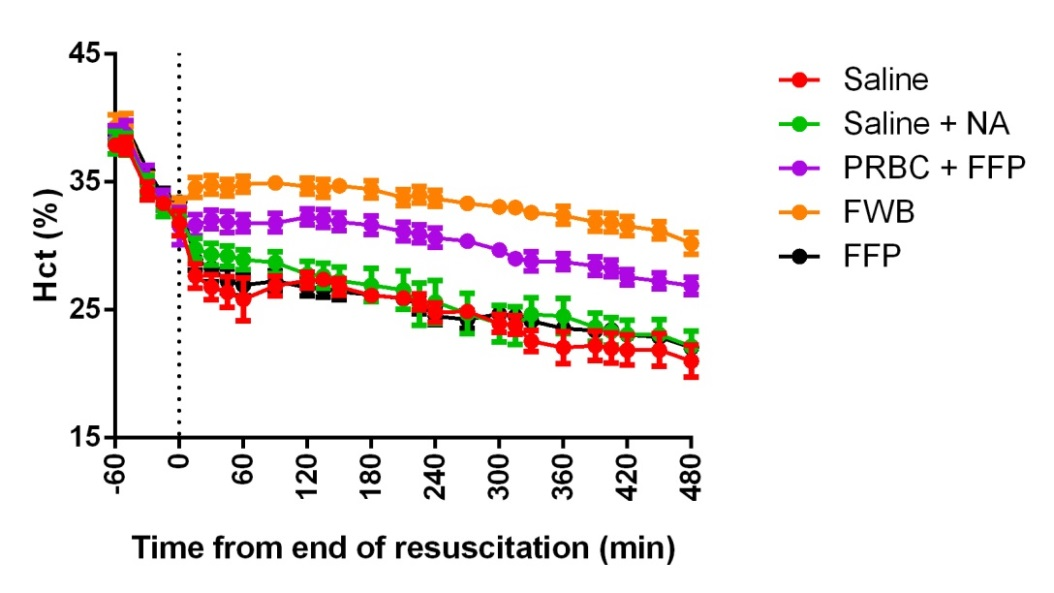 45
35
25
15
Hct (%)
-60 0 60 120 180 240 300 360 420 480
Time from end of resuscitation (min)
Saline
Saline + NA
PRBC + FFP
FWB
FFP